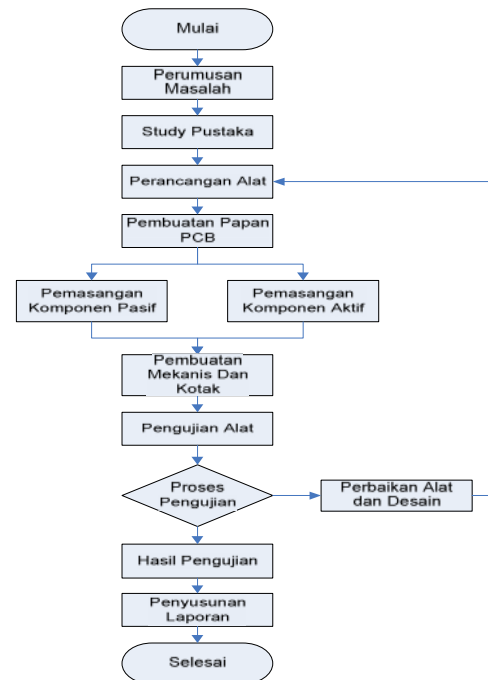 Mulai
Perumusan
Masalah
Study Pustaka
Perancangan Alat
Pembuatan Papan
PCB
Pemasangan
Komponen Pasif
Pemasangan
Komponen Aktif
Pembuatan
Mekanis Dan
Kotak
Pengujian Alat
Proses
Pengujian
Perbaikan Alat
dan Desain
Hasil Pengujian
Penyusunan
Laporan
Selesai